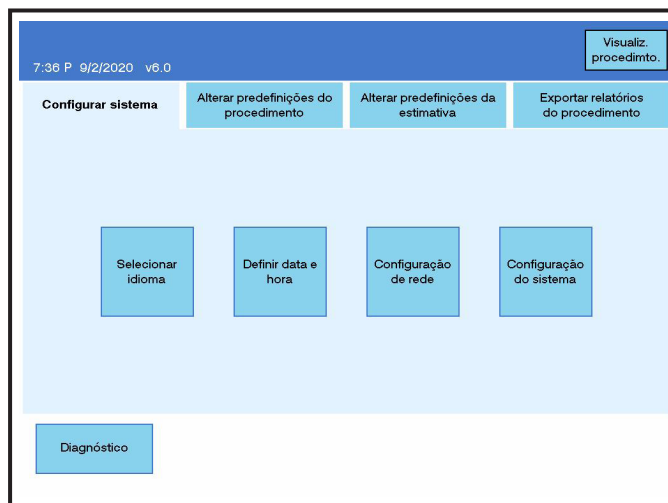 Visualiz.
procedimto.
7:36 P 9/2/2020 v6.0
Configurar sistema
Alterar predefinições do
procedimento
Alterar predefinições da
estimativa
Exportar relatórios
do procedimento
Selecionar
idioma
Definir data e
hora
Configuração
de rede
Configuração
do sistema
Diagnóstico